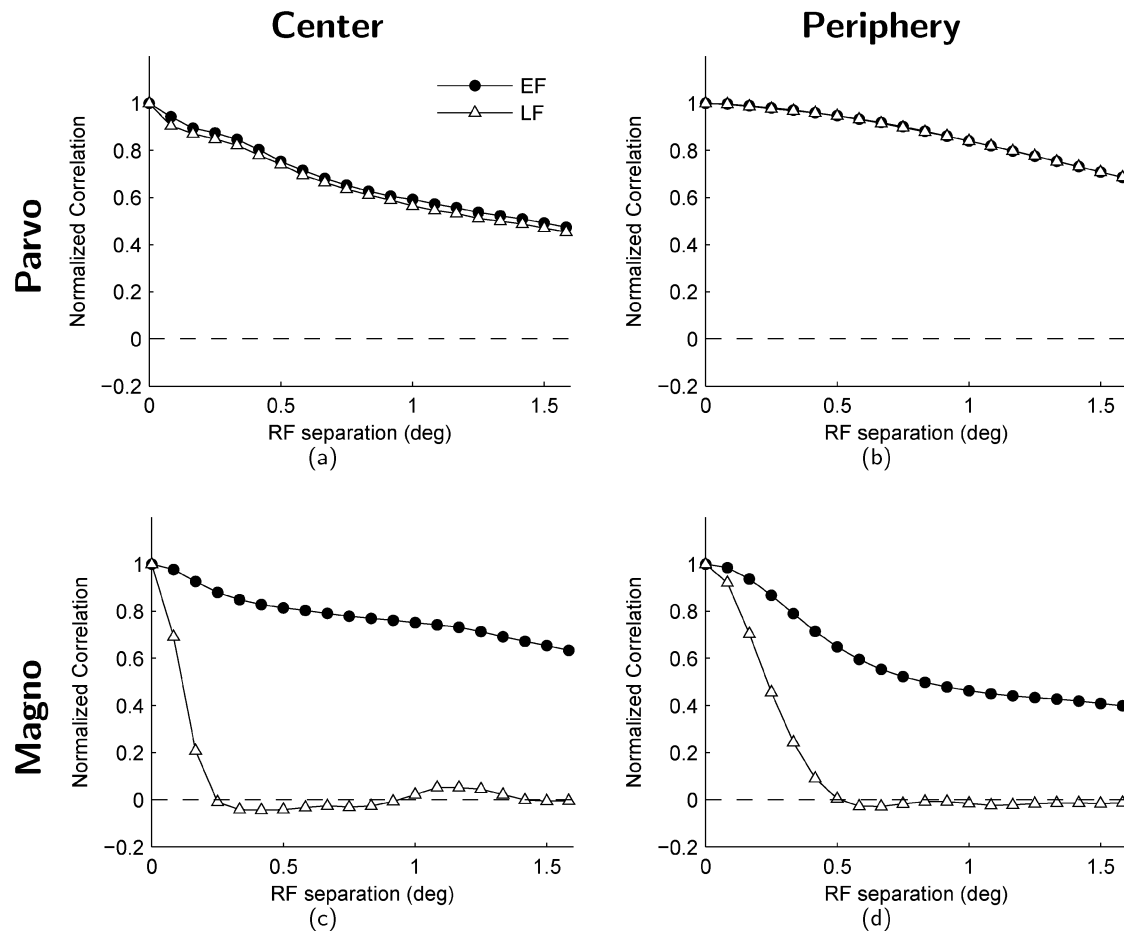 Center
Periphery
Parvo
Normalized Correlation
1
0.8
0.6
0.4
0.2
0
−0.2
EF
LF
0 0.5 1 1.5
RF separation (deg)
(a)
Normalized Correlation
1
0.8
0.6
0.4
0.2
0
−0.2
0 0.5 1 1.5
RF separation (deg)
(b)
Magno
Normalized Correlation
1
0.8
0.6
0.4
0.2
0
−0.2
0 0.5 1 1.5
RF separation (deg)
(c)
Normalized Correlation
1
0.8
0.6
0.4
0.2
0
−0.2
0 0.5 1 1.5
RF separation (deg)
(d)